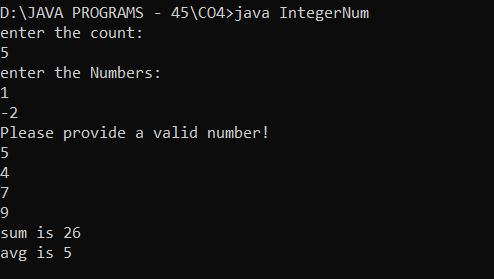 D:\JAVA PROGRAMS - 45\CO4>java IntegerNum
enter the count:
5
enter the Numbers:
1
-2
Please provide a valid number!
5
4
7
9
sum is 26
avg is 5